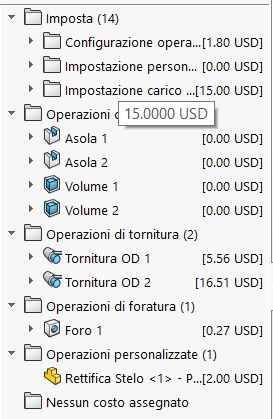 Imposta (14)
Configurazione opera... [1.80 USD]
Impostazione person... [0.00 USD]
Impostazione carico ... [15.00 USD]
Operazioni d
15.0000 USD
Asola 1 [0.00 USD]
Asola 2 [0.00 USD]
Volume 1 [0.00 USD]
Volume 2 [0.00 USD]
Operazioni di tornitura (2)
Tornitura OD 1 [5.56 USD]
Tornitura OD 2 [16.51 USD]
Operazioni di foratura (1)
Foro 1 [0.27 USD]
Operazioni personalizzate (1)
Rettifica Stelo <1> - P... [2.00 USD]
Nessun costo assegnato